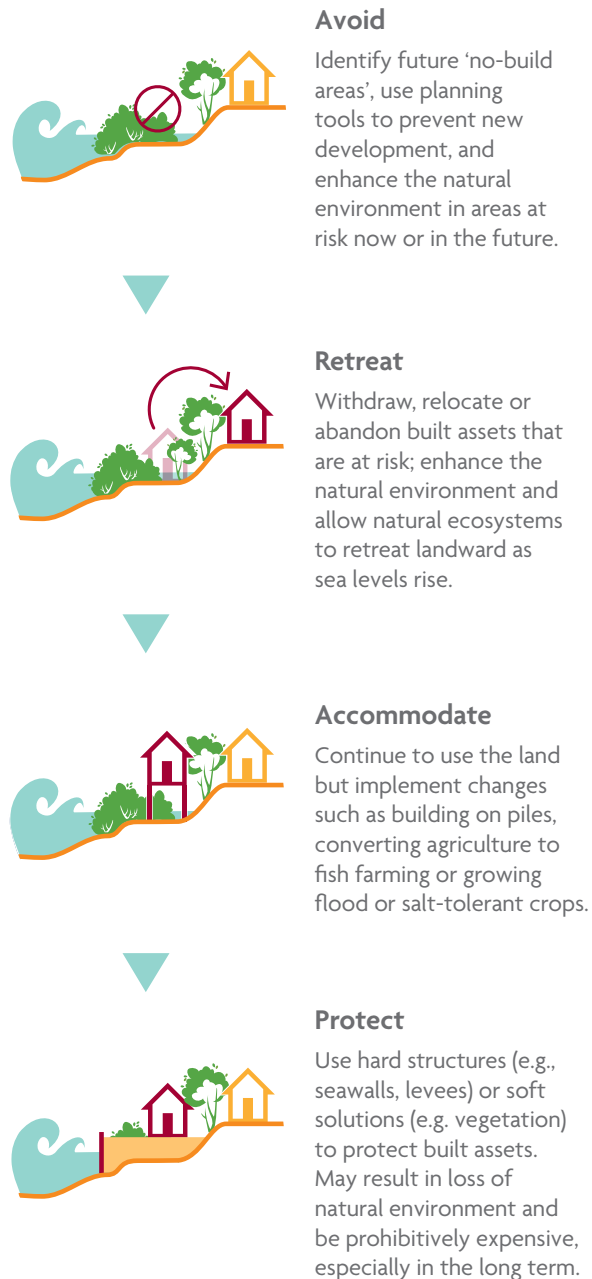 Avoid
Identify future ‘no-build
areas’, use planning
tools to prevent new
development, and
enhance the natural
environment in areas at
risk now or in the future.
Retreat
Withdraw, relocate or
abandon built assets that
are at risk; enhance the
natural environment and
allow natural ecosystems
to retreat landward as
sea levels rise.
Accommodate
Continue to use the land
but implement changes
such as building on piles,
converting agriculture to
fish farming or growing
flood or salt-tolerant crops.
Protect
Use hard structures (e.g.,
seawalls, levees) or soft
solutions (e.g. vegetation)
to protect built assets.
May result in loss of
natural environment and
be prohibitively expensive,
especially in the long term.